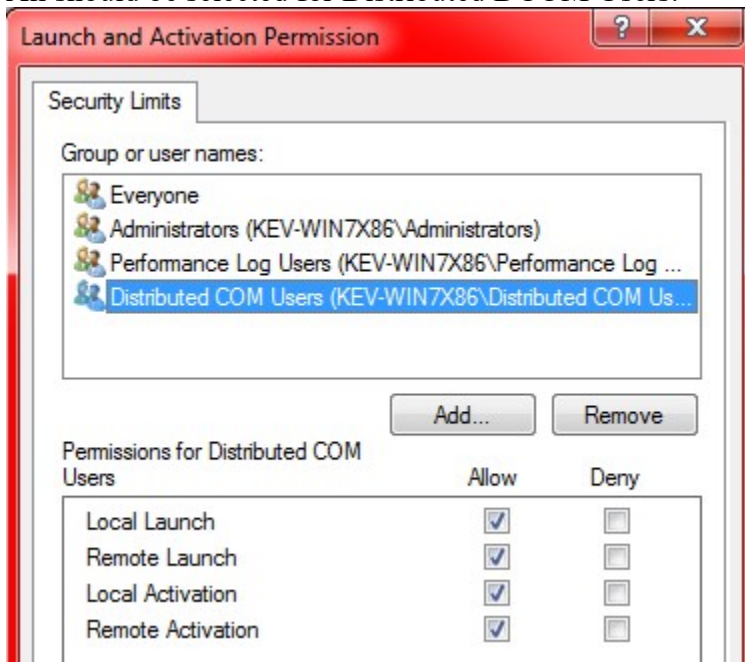 Launch and Activation Permission
Security Limits
Group or user names:
Everyone
Administrators (KEV-WIN7X86\Administrators)
Performance Log Users (KEV-WIN7X86\Performance Log ...
Distributed COM Users (KEV-WIN7X86\Distributed COM Us...
Add... Remove
Permissions for Distributed COM
Users Allow Deny
Local Launch
Remote Launch
Local Activation
Remote Activation